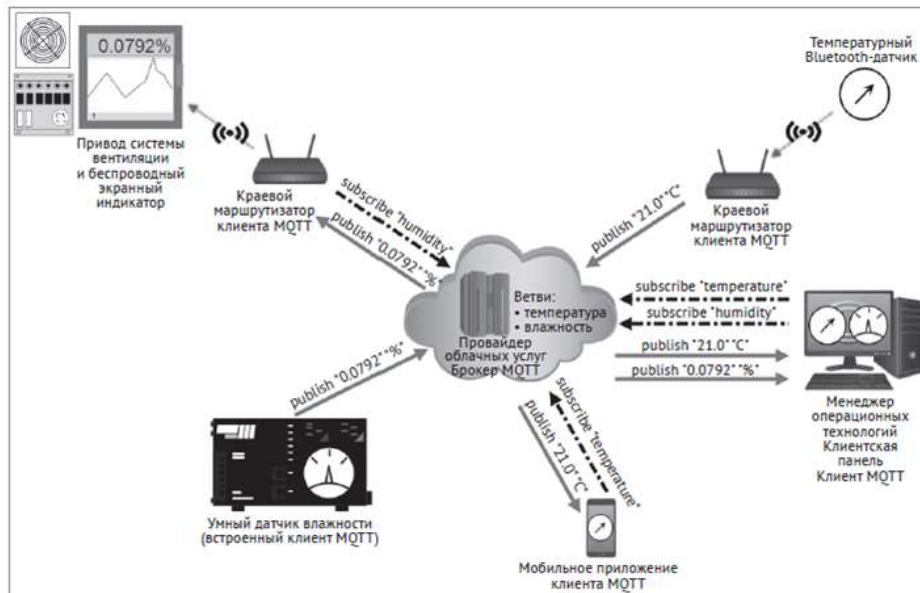 0.0792%
Привод системы
вентиляции
и беспроводный
экранный
индикатор
Краевой
маршрутизатор
клиента MQTT
Температурный
Bluetooth-датчик
Краевой
маршрутизатор
клиента MQTT
subscribe "humidity"
publish "0.0792" "%"
publish "21.0" "°C"
Ветви:
• температура
• влажность
Провайдер
облачных услуг
Брокер MQTT
subscribe "temperature"
subscribe "humidity"
publish "21.0" "°C"
publish "0.0792" "%"
Менеджер
операционных
технологий
Клиентская
панель
Клиент MQTT
publish "0.0792" "%"
Умный датчик влажности
(встроенный клиент MQTT)
subscribe "temperature"
publish "21.0" "°C"
Мобильное приложение
клиента MQTT